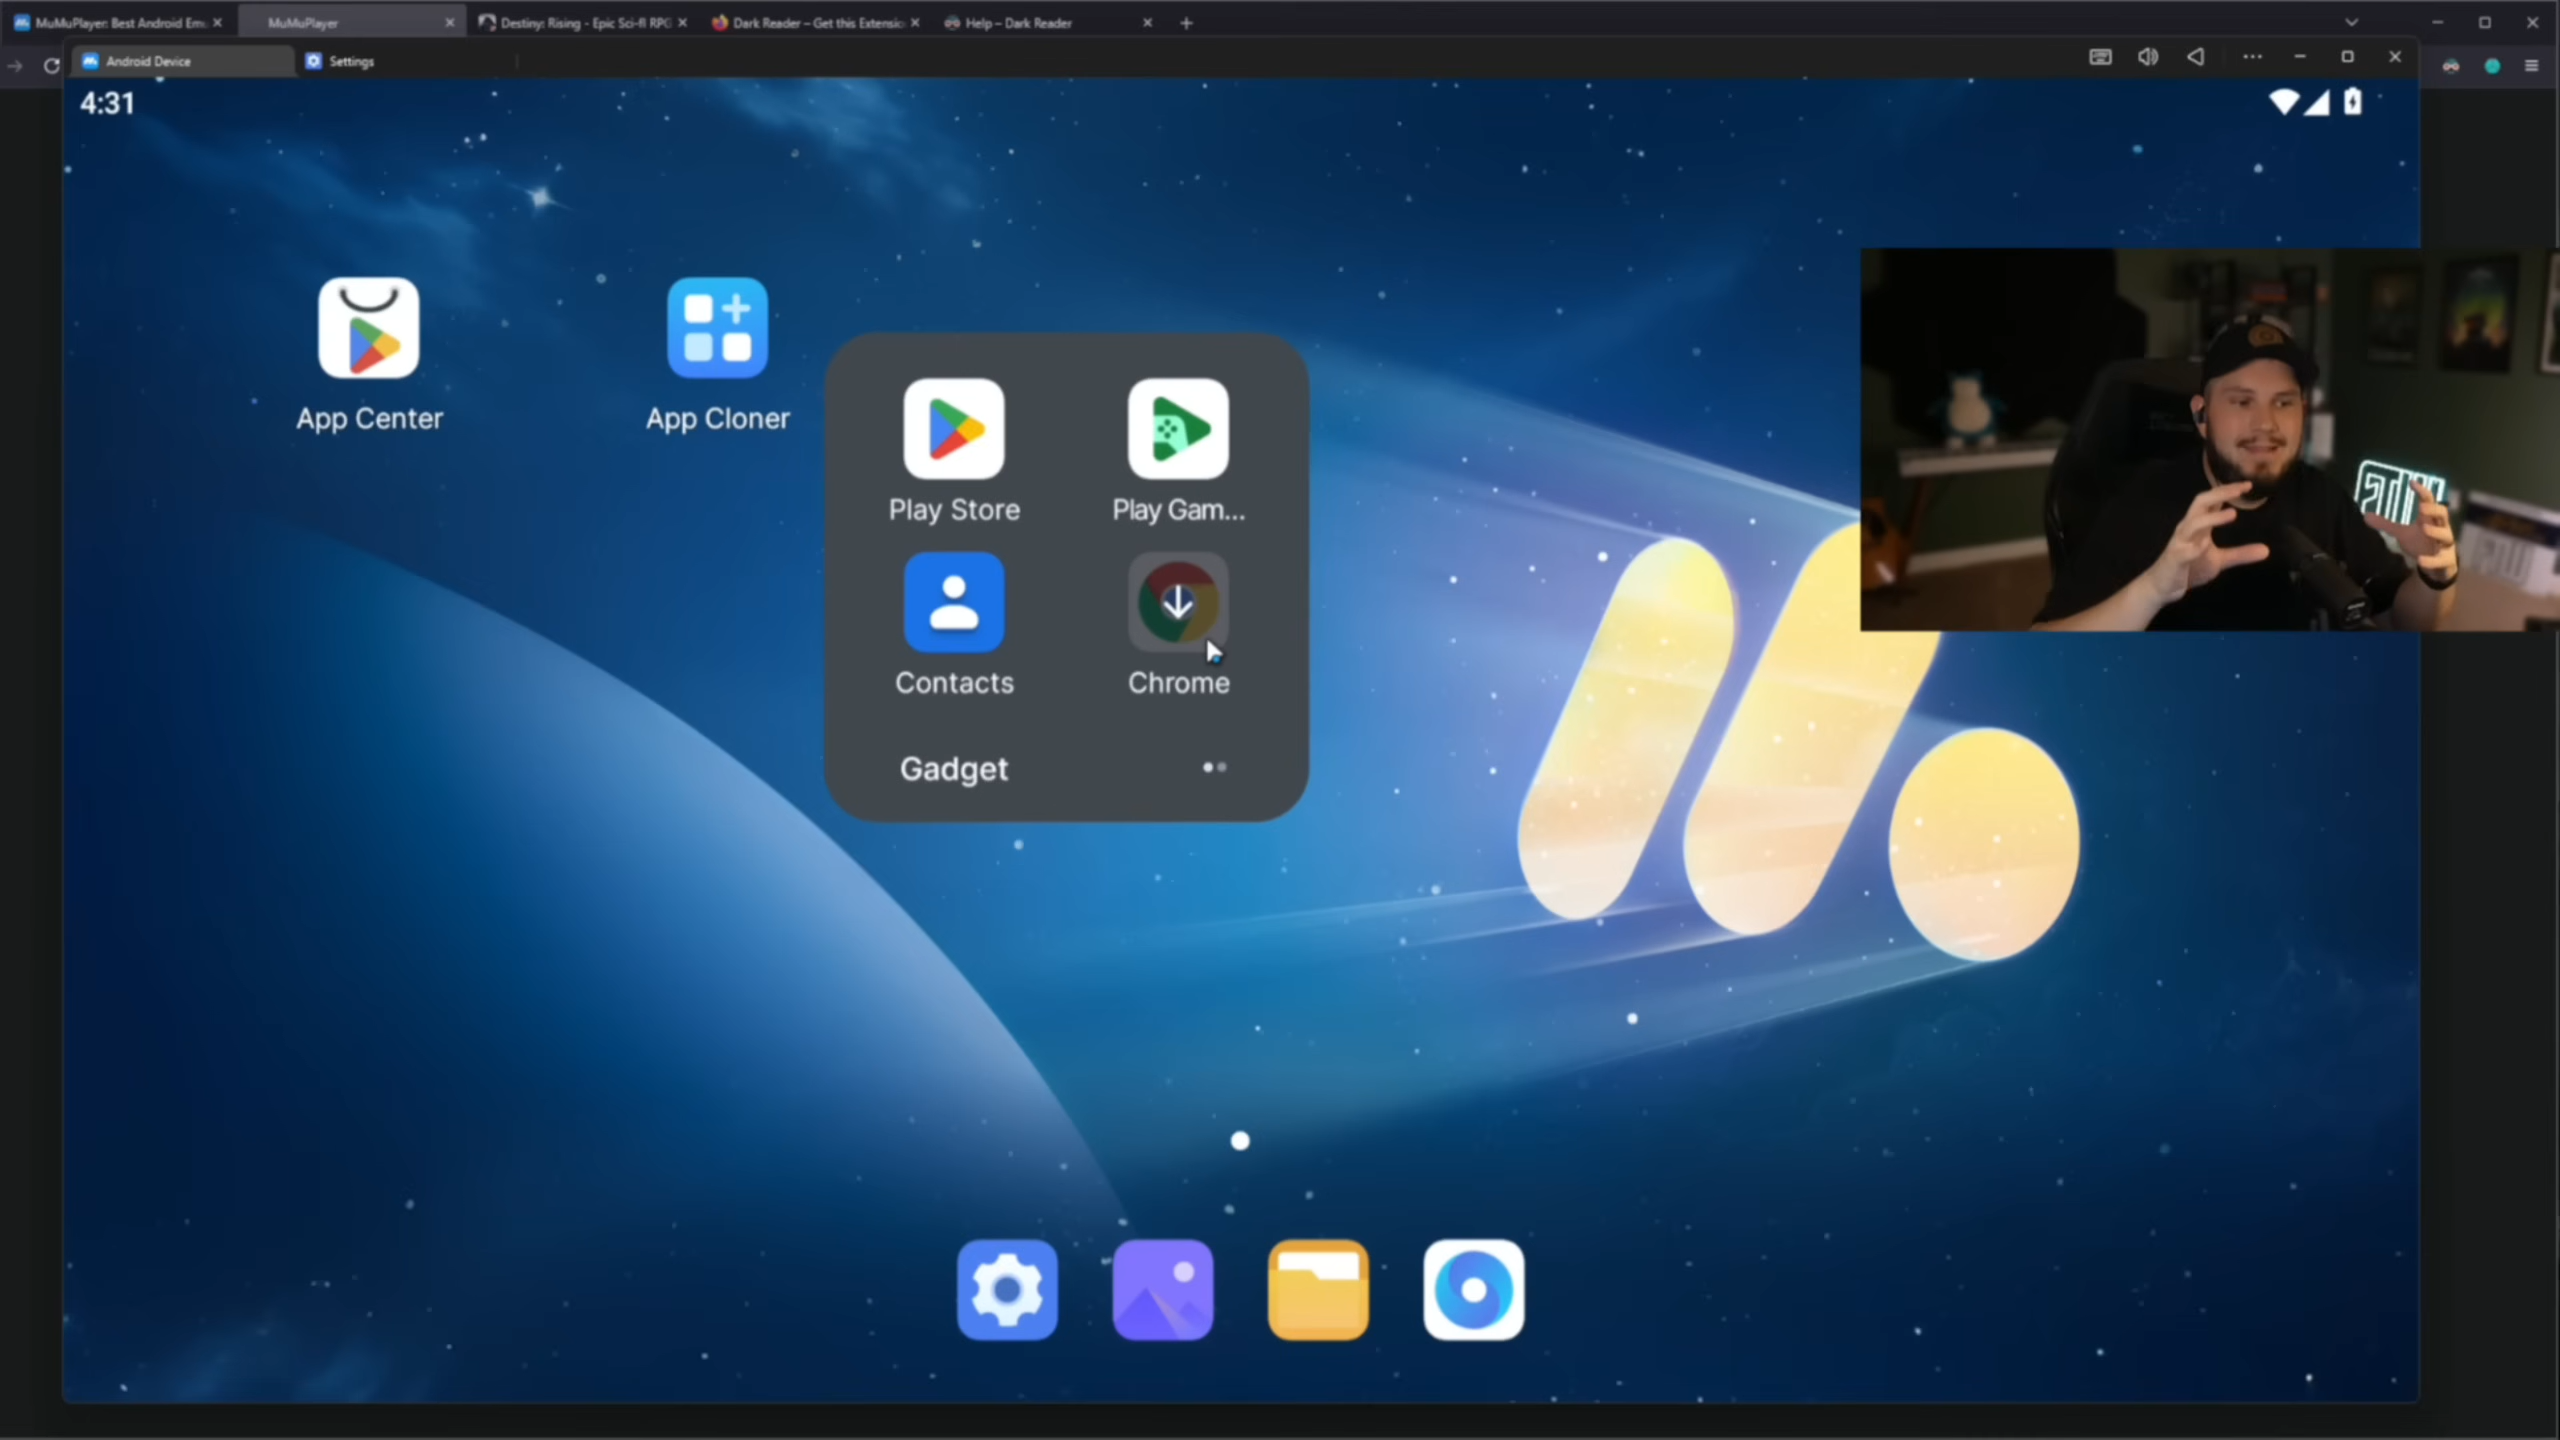 MuMuPlayer: Best Android Em
MuMuPlayer
Destiny: Rising - Epic Sci-fi RPG
Dark Reader – Get this Extensic
Help – Dark Reader
Android Device
Settings
4:31
App Center
App Cloner
Play Store
Play Gam...
Contacts
Chrome
Gadget